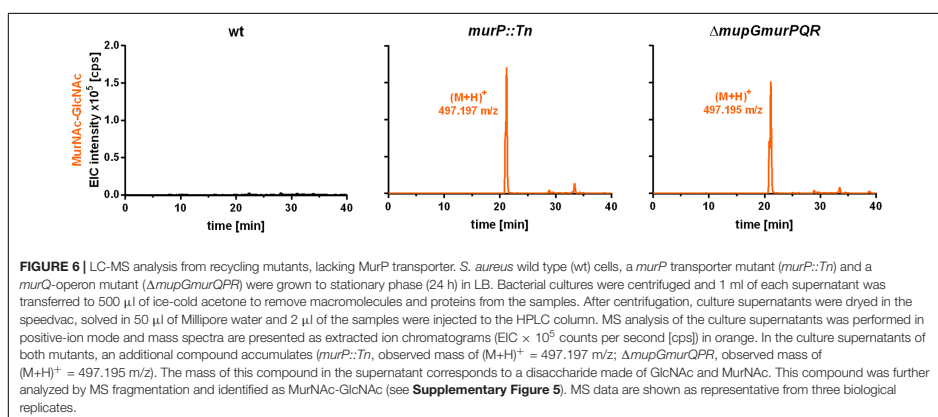 wt
murP::Tn
ΔmupGmurPQR
MurNAc-GlcNAc
EIC intensity x10⁵ [cps]
2.0
1.5
1.0
0.5
0.0
0 10 20 30 40
time [min]
(M+H)⁺
497.197 m/z
0 10 20 30 40
time [min]
(M+H)⁺
497.195 m/z
0 10 20 30 40
time [min]
FIGURE 6 | LC-MS analysis from recycling mutants, lacking MurP transporter. S. aureus wild type (wt) cells, a murP transporter mutant (murP::Tn) and a
murQ-operon mutant (ΔmupGmurQPR) were grown to stationary phase (24 h) in LB. Bacterial cultures were centrifuged and 1 ml of each supernatant was
transferred to 500 μl of ice-cold acetone to remove macromolecules and proteins from the samples. After centrifugation, culture supernatants were dryed in the
speedvac, solved in 50 μl of Millipore water and 2 μl of the samples were injected to the HPLC column. MS analysis of the culture supernatants was performed in
positive-ion mode and mass spectra are presented as extracted ion chromatograms (EIC × 10⁵ counts per second [cps]) in orange. In the culture supernatants of
both mutants, an additional compound accumulates (murP::Tn, observed mass of (M+H)⁺ = 497.197 m/z; ΔmupGmurQPR, observed mass of
(M+H)⁺ = 497.195 m/z). The mass of this compound in the supernatant corresponds to a disaccharide made of GlcNAc and MurNAc. This compound was further
analyzed by MS fragmentation and identified as MurNAc-GlcNAc (see Supplementary Figure 5). MS data are shown as representative from three biological
replicates.